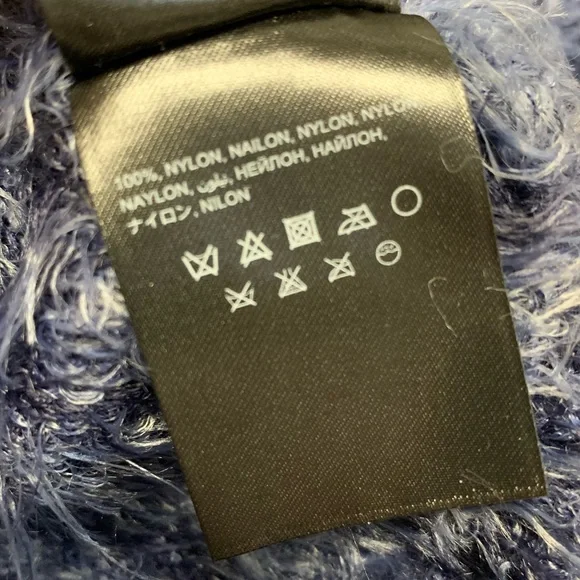 100%, NYLON, NAILON, NYLON, NYLON,
NAYLON, نايلون, НЕЙЛОН, НАЙЛОН,
ナイロン, NILON